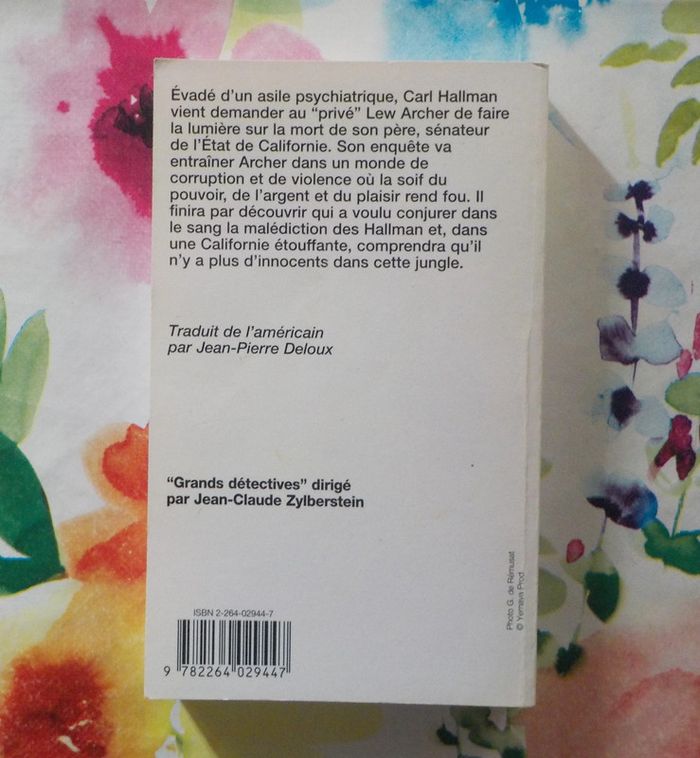 Évadé d'un asile psychiatrique, Carl Hallman
vient demander au "privé" Lew Archer de faire
la lumière sur la mort de son père, sénateur
de l'État de Californie. Son enquête va
entraîner Archer dans un monde de
corruption et de violence où la soif du
pouvoir, de l'argent et du plaisir rend fou. Il
finira par découvrir qui a voulu conjurer dans
le sang la malédiction des Hallman et, dans
une Californie étouffante, comprendra qu'il
n'y a plus d'innocents dans cette jungle.
Traduit de l'américain
par Jean-Pierre Deloux
"Grands détectives" dirigé
par Jean-Claude Zylberstein
ISBN 2-264-02944-7
9 782264 029447
Photo G. de Rémusat
© Yemaya Prod